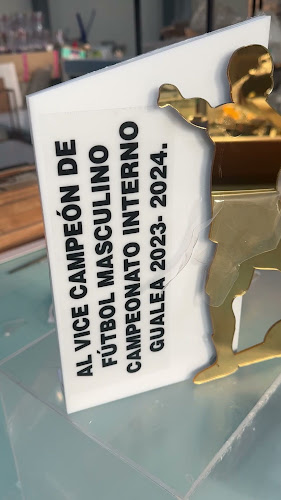 AL VICE CAMPEÓN DE
FÚTBOL MASCULINO
CAMPEONATO INTERNO
GUALEA 2023- 2024.